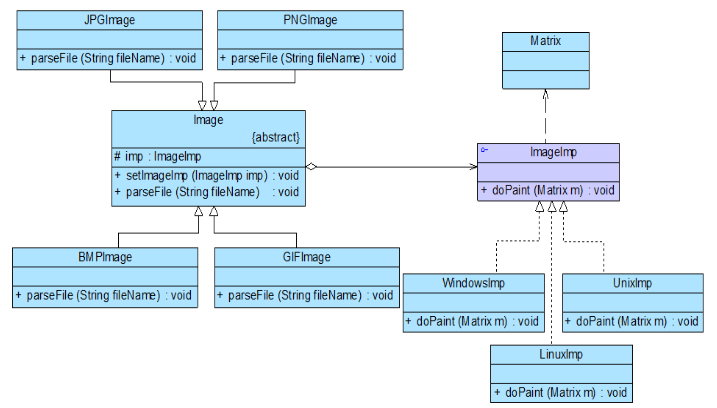 JPGImage
+ parseFile (String fileName) : void
PNGImage
+ parseFile (String fileName) : void
Matrix
Image
{abstract}
# imp : ImageImp
+ setImageImp (ImageImp imp) : void
+ parseFile (String fileName) : void
ImageImp
+ doPaint (Matrix m) : void
BMPImage
+ parseFile (String fileName) : void
GIFImage
+ parseFile (String fileName) : void
WindowsImp
+ doPaint (Matrix m) : void
UnixImp
+ doPaint (Matrix m) : void
LinuxImp
+ doPaint (Matrix m) : void